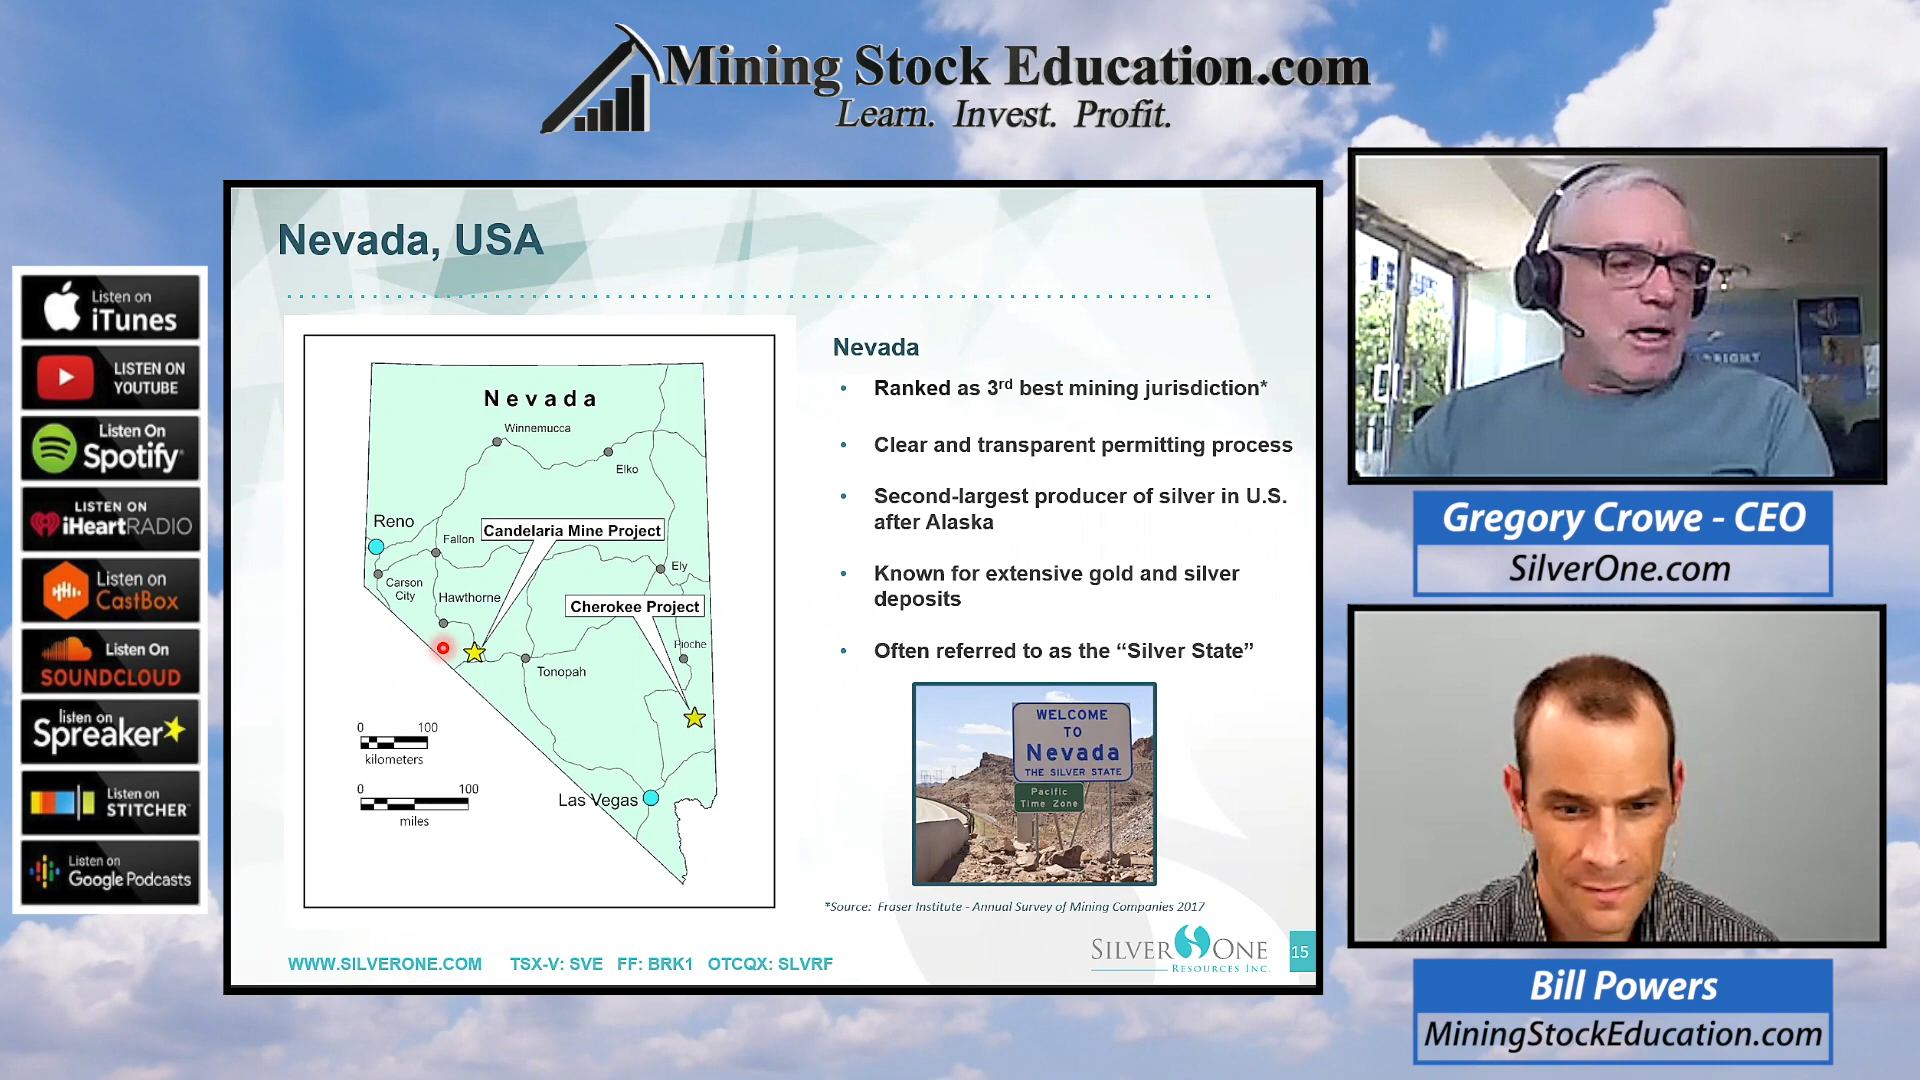 Mining Stock Education.com
Learn. Invest. Profit.
Listen on
iTunes
LISTEN ON
YOUTUBE
Listen On
Spotify
LISTEN ON
iHeartRADIO
Listen on
CastBox
Listen On
SOUNDCLOUD
listen on
Spreaker
Listen on
STITCHER
Listen on
Google Podcasts
Nevada, USA
Nevada
Winnemucca
Elko
Reno
Fallon
Candelaria Mine Project
Ely
Carson
City
Hawthorne
Cherokee Project
Pioche
Tonopah
0 100
kilometers
0 100
miles
Las Vegas
Nevada
• Ranked as 3rd best mining jurisdiction*
• Clear and transparent permitting process
• Second-largest producer of silver in U.S.
after Alaska
• Known for extensive gold and silver
deposits
• Often referred to as the “Silver State”
WELCOME
TO
Nevada
THE SILVER STATE
Pacific
Time Zone
*Source: Fraser Institute - Annual Survey of Mining Companies 2017
WWW.SILVERONE.COM TSX-V: SVE FF: BRK1 OTCQX: SLVRF
SILVER ONE
RESOURCES INC.
15
Gregory Crowe - CEO
SilverOne.com
Bill Powers
MiningStockEducation.com